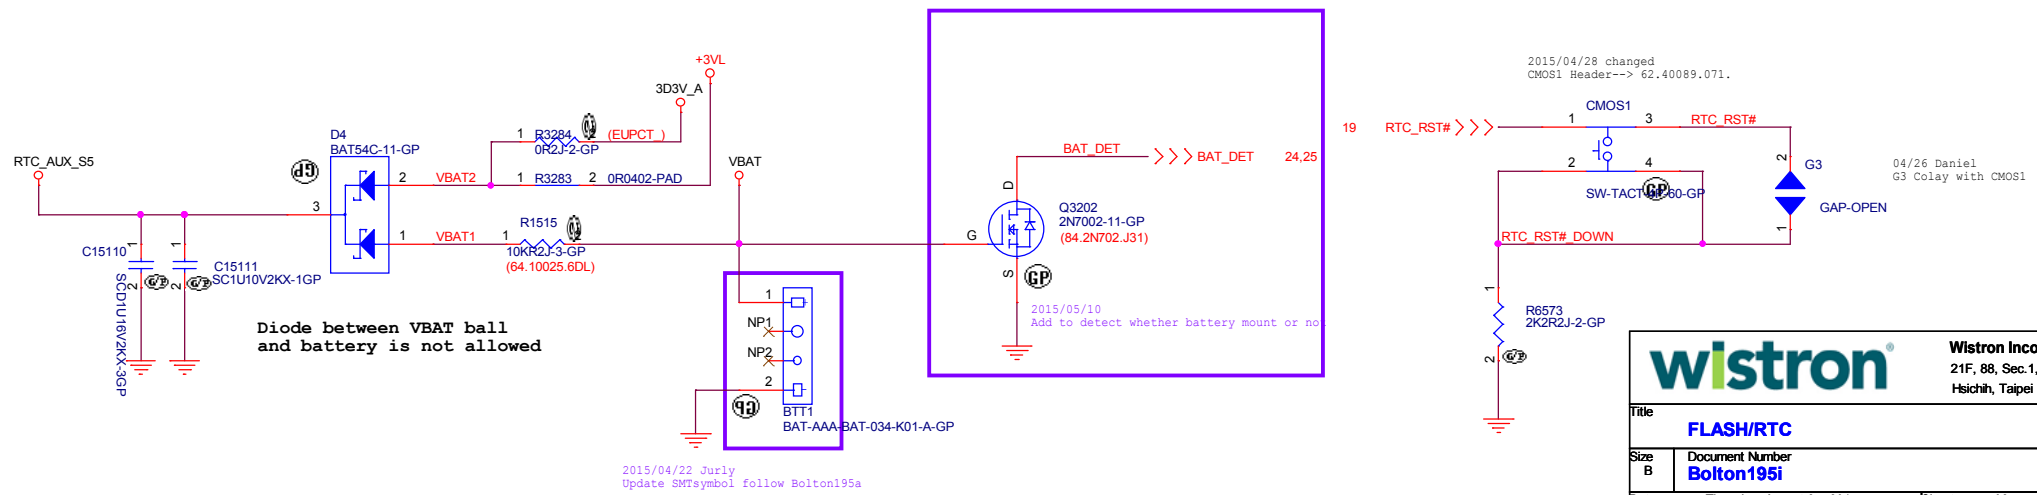 RTC_AUX_S5
C15110
SCD1U16V2KX-3GP
1
2
C15111
SC1U10V2KX-1GP
1
2
D4
BAT54C-11-GP
3
2
1
GP
VBAT2
VBAT1
1 R3284 2
0R2J-2-GP
(EUPCT_)
3D3V_A
+3VL
1 R3283 2 0R0402-PAD
R1515
1 2
10KR2J-3-GP
(64.10025.6DL)
VBAT
Diode between VBAT ball
and battery is not allowed
1
NP1
NP2
2
GP
BTT1
BAT-AAA-BAT-034-K01-A-GP
2015/04/22 Jurly
Update SMTsymbol follow Bolton195a
BAT_DET
BAT_DET 24,25
D
G
S
Q3202
2N7002-11-GP
(84.2N702.J31)
GP
2015/05/10
Add to detect whether battery mount or no
2015/04/28 changed
CMOS1 Header--> 62.40089.071.
19 RTC_RST#
CMOS1
1 3
2 4
RTC_RST#
GP
RTC_RST#_DOWN
2
G3
GAP-OPEN
1
04/26 Daniel
G3 Colay with CMOS1
1
R6573
2K2R2J-2-GP
2
wistron®
Wistron Inco
21F, 88, Sec.1,
Hsichih, Taipei
Title
FLASH/RTC
Size
B
Document Number
Bolton195i